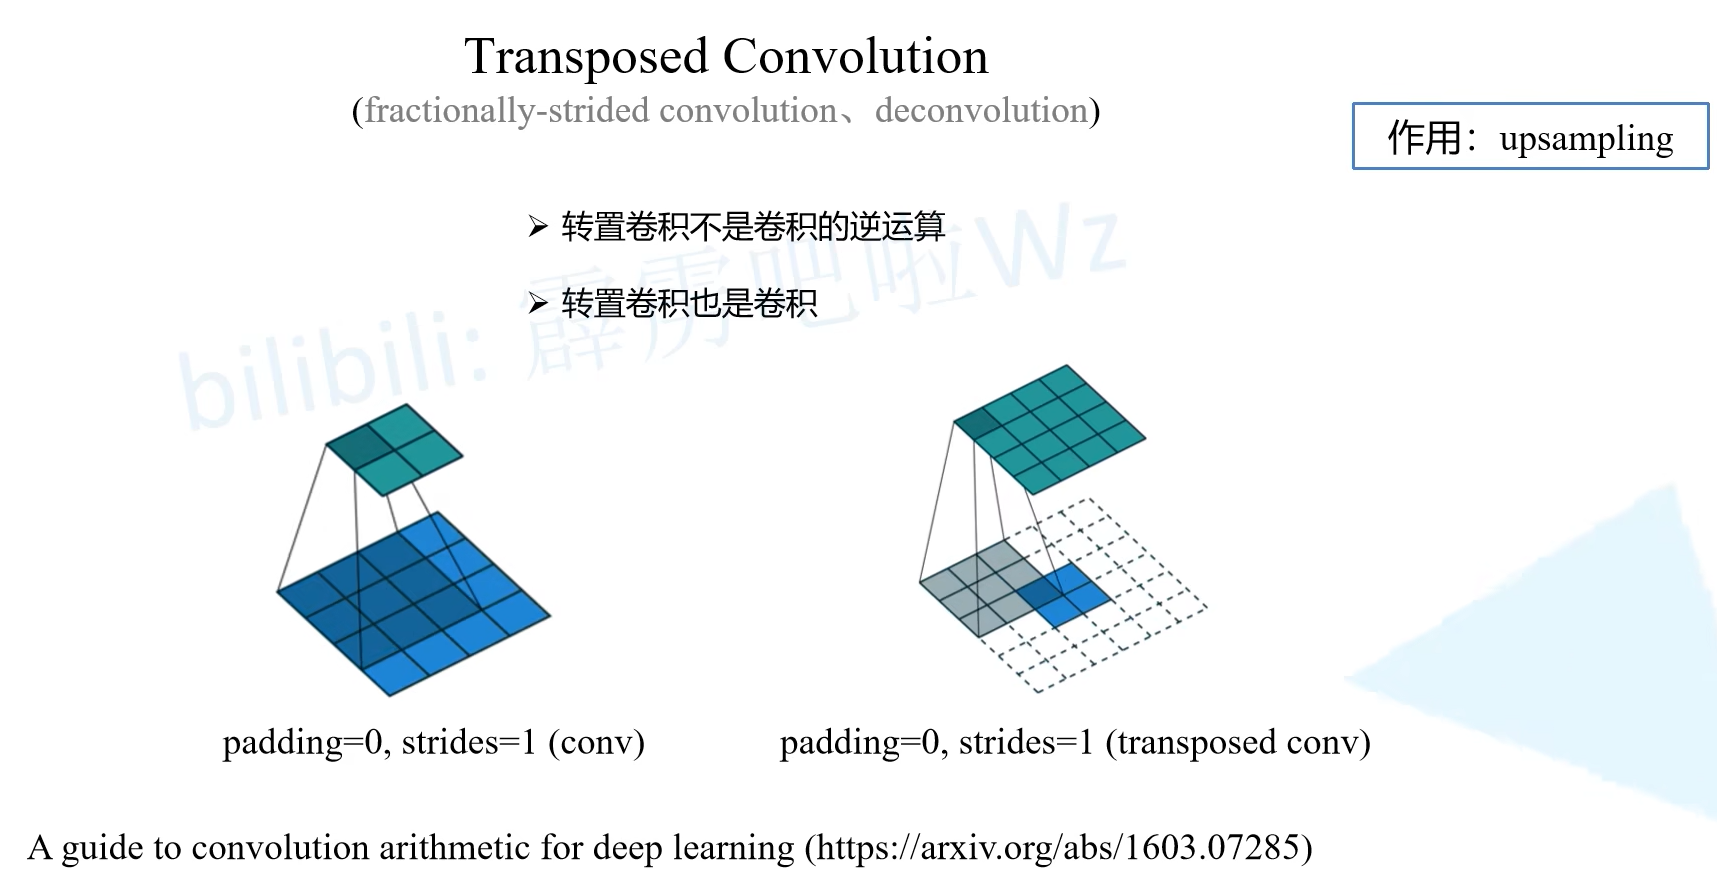 Transposed Convolution
(fractionally-strided convolution、deconvolution)
作用：upsampling
➢ 转置卷积不是卷积的逆运算
➢ 转置卷积也是卷积
bilibili: 霹雳吧啦Wz
padding=0, strides=1 (conv)
padding=0, strides=1 (transposed conv)
A guide to convolution arithmetic for deep learning (https://arxiv.org/abs/1603.07285)